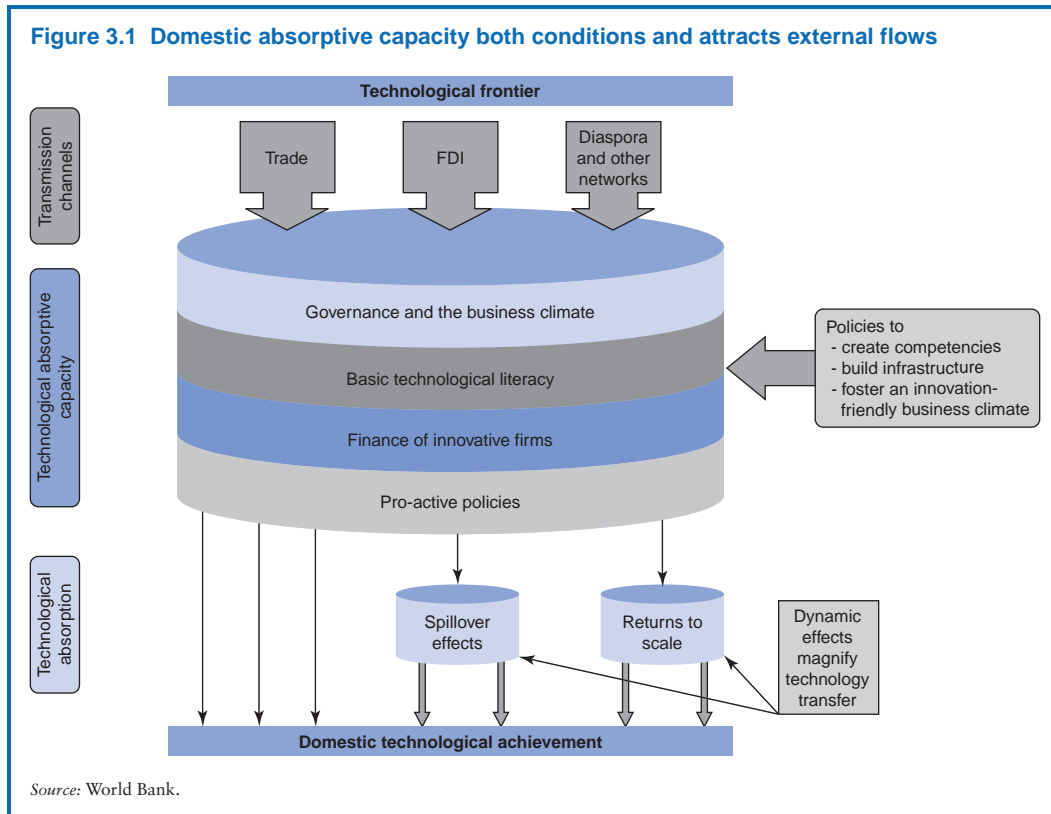 Figure 3.1 Domestic absorptive capacity both conditions and attracts external flows
Technological frontier
Transmission
channels
Trade
FDI
Diaspora
and other
networks
Technological absorptive
capacity
Governance and the business climate
Basic technological literacy
Finance of innovative firms
Pro-active policies
Policies to
- create competencies
- build infrastructure
- foster an innovation-
friendly business climate
Technological
absorption
Spillover
effects
Returns to
scale
Dynamic
effects
magnify
technology
transfer
Domestic technological achievement
Source: World Bank.